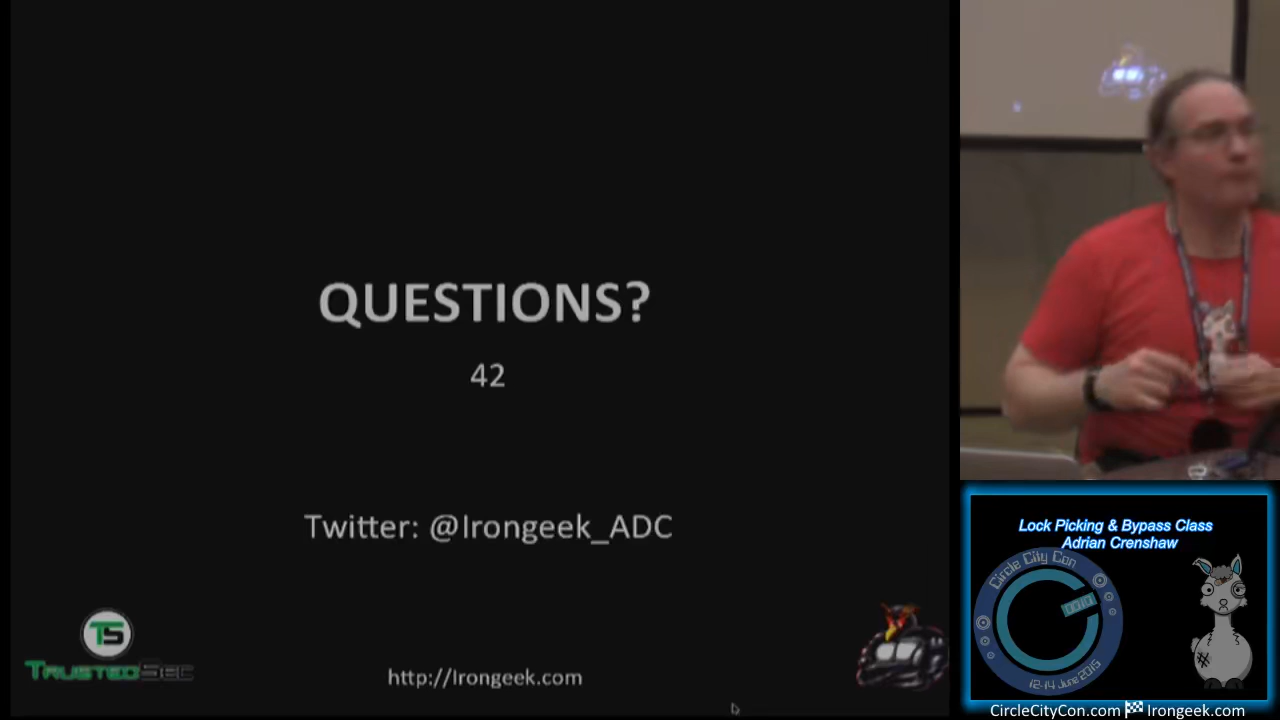 QUESTIONS?
42
Twitter: @Irongeek_ADC
TS
TRUSTEDSEC
http://Irongeek.com
Lock Picking & Bypass Class
Adrian Crenshaw
Circle City Con
12-14 June 2015
CircleCityCon.com Irongeek.com